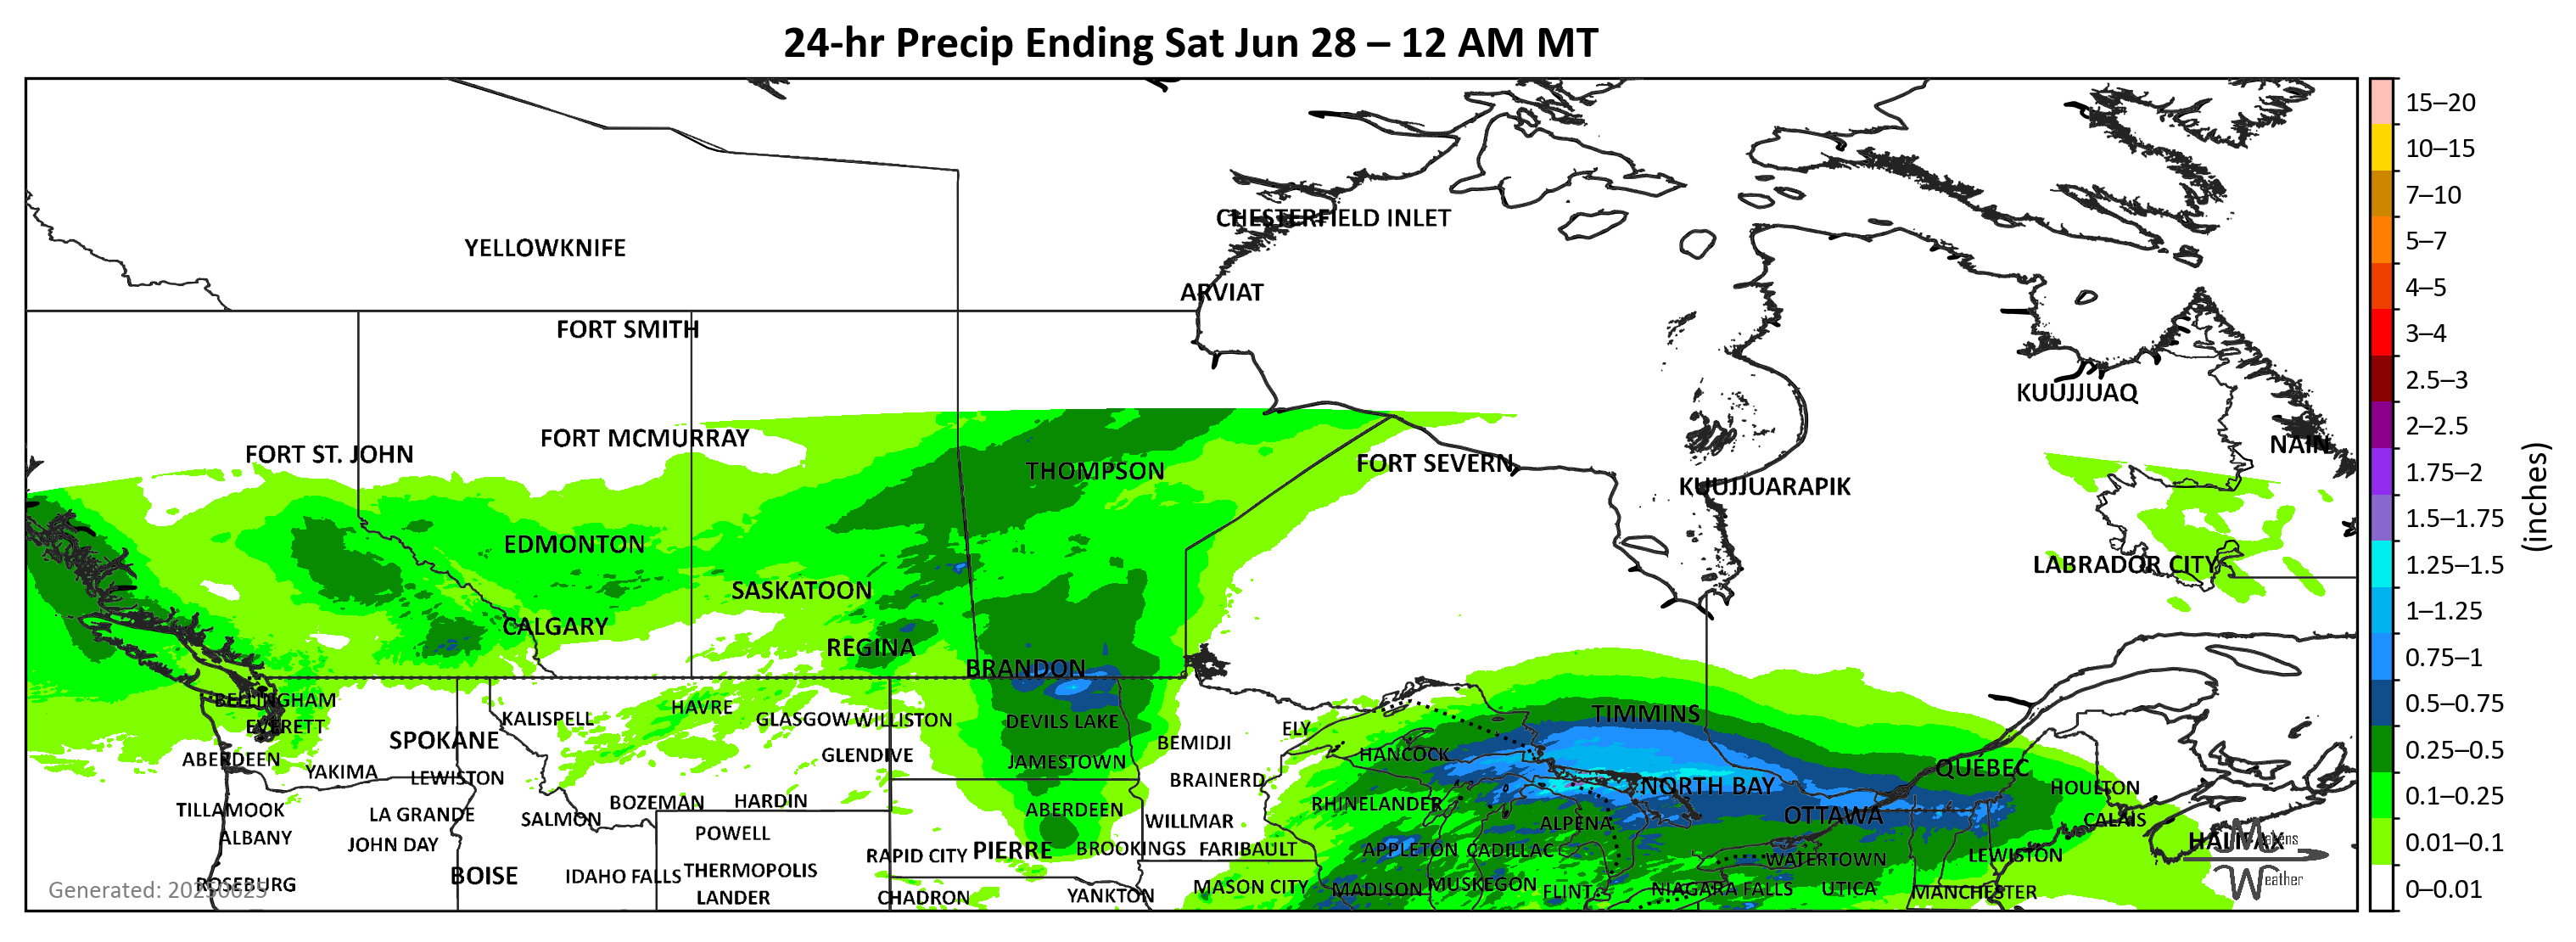 24-hr Precip Ending Sat Jun 28 – 12 AM MT
15–20
10–15
7–10
5–7
4–5
3–4
2.5–3
2–2.5
1.75–2
1.5–1.75
1.25–1.5
1–1.25
0.75–1
0.5–0.75
0.25–0.5
0.1–0.25
0.01–0.1
0–0.01
(inches)
CHESTERFIELD INLET
YELLOWKNIFE
ARVIAT
FORT SMITH
KUUJJUAQ
FORT MCMURRAY
NAIN
FORT ST. JOHN
THOMPSON
FORT SEVERN
KUUJJUARAPIK
EDMONTON
LABRADOR CITY
SASKATOON
CALGARY
REGINA
BRANDON
BELLINGHAM
HAVRE
TIMMINS
KALISPELL
GLASGOW
WILLISTON
DEVILS LAKE
EVERETT
ELY
SPOKANE
BEMIDJI
GLENDIVE
HANCOCK
ABERDEEN
JAMESTOWN
QUÉBEC
YAKIMA
LEWISTON
BRAINERD
NORTH BAY
HOULTON
BOZEMAN
HARDIN
RHINELANDER
TILLAMOOK
LA GRANDE
SALMON
ABERDEEN
WILLMAR
ALPENA
OTTAWA
CALAIS
ALBANY
JOHN DAY
POWELL
HALIFAX
RAPID CITY
PIERRE
BROOKINGS
FARIBAULT
APPLETON
CADILLAC
WATERTOWN
LEWISTON
Makens
Weather
BOISE
IDAHO FALLS
THERMOPOLIS
ROSEBURG
MASON CITY
MADISON
MUSKEGON
FLINT
NIAGARA FALLS
UTICA
MANCHESTER
LANDER
CHADRON
YANKTON
Generated: 20250625